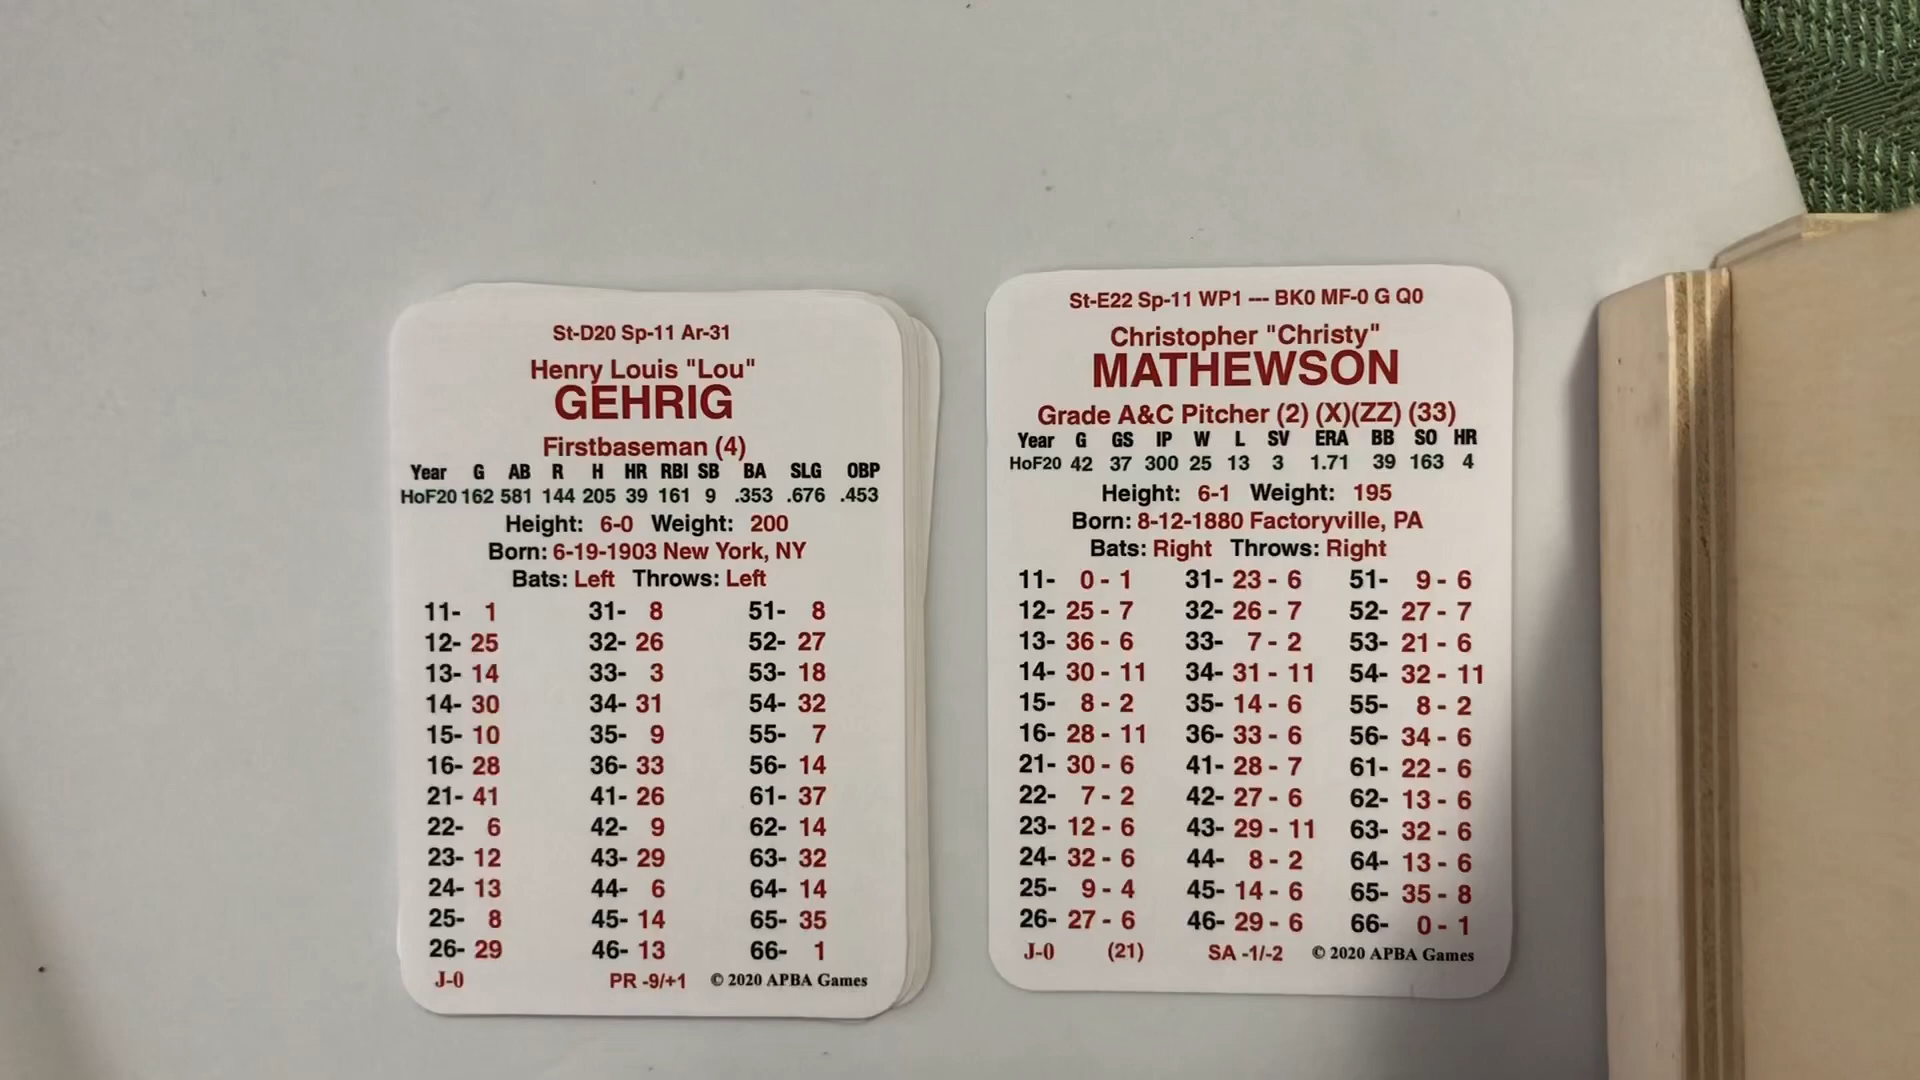 St-D20 Sp-11 Ar-31
Henry Louis "Lou"
GEHRIG
Firstbaseman (4)
Year G AB R H HR RBI SB BA SLG OBP
HoF20 162 581 144 205 39 161 9 .353 .676 .453
Height: 6-0 Weight: 200
Born: 6-19-1903 New York, NY
Bats: Left Throws: Left
11- 1 31- 8 51- 8
12- 25 32- 26 52- 27
13- 14 33- 3 53- 18
14- 30 34- 31 54- 32
15- 10 35- 9 55- 7
16- 28 36- 33 56- 14
21- 41 41- 26 61- 37
22- 6 42- 9 62- 14
23- 12 43- 29 63- 32
24- 13 44- 6 64- 14
25- 8 45- 14 65- 35
26- 29 46- 13 66- 1
J-0 PR -9/+1 © 2020 APBA Games
St-E22 Sp-11 WP1 --- BK0 MF-0 G Q0
Christopher "Christy"
MATHEWSON
Grade A&C Pitcher (2) (X)(ZZ) (33)
Year G GS IP W L SV ERA BB SO HR
HoF20 42 37 300 25 13 3 1.71 39 163 4
Height: 6-1 Weight: 195
Born: 8-12-1880 Factoryville, PA
Bats: Right Throws: Right
11- 0 - 1 31- 23 - 6 51- 9 - 6
12- 25 - 7 32- 26 - 7 52- 27 - 7
13- 36 - 6 33- 7 - 2 53- 21 - 6
14- 30 - 11 34- 31 - 11 54- 32 - 11
15- 8 - 2 35- 14 - 6 55- 8 - 2
16- 28 - 11 36- 33 - 6 56- 34 - 6
21- 30 - 6 41- 28 - 7 61- 22 - 6
22- 7 - 2 42- 27 - 6 62- 13 - 6
23- 12 - 6 43- 29 - 11 63- 32 - 6
24- 32 - 6 44- 8 - 2 64- 13 - 6
25- 9 - 4 45- 14 - 6 65- 35 - 8
26- 27 - 6 46- 29 - 6 66- 0 - 1
J-0 (21) SA -1/-2 © 2020 APBA Games